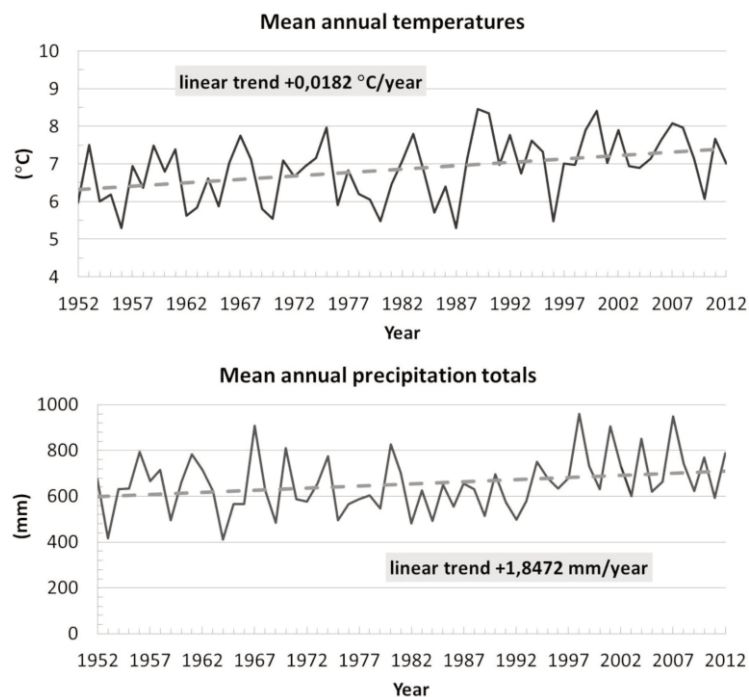 Mean annual temperatures
linear trend +0,0182 °C/year
(°C)
10
9
8
7
6
5
4
1952 1957 1962 1967 1972 1977 1982 1987 1992 1997 2002 2007 2012
Year
Mean annual precipitation totals
(mm)
1000
800
600
400
200
0
linear trend +1,8472 mm/year
1952 1957 1962 1967 1972 1977 1982 1987 1992 1997 2002 2007 2012
Year